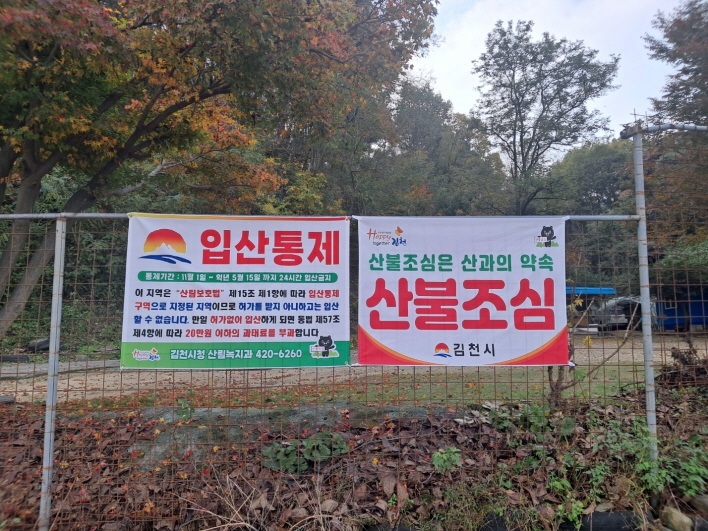 입산통제
통제기간 : 11월 1일 ~ 익년 5월 15일 까지 24시간 입산금지
이 지역은 "산림보호법" 제15조 제1항에 따라 입산통제
구역으로 지정된 지역이므로 허가를 받지 아니하고는 입산
할 수 없습니다. 만일 허가없이 입산하게 되면 동법 제57조
제4항에 따라 20만원 이하의 과태료를 부과합니다.
김천시청 산림녹지과 420-6260
Happy
together 김천
산불조심은 산과의 약속
산불조심
김천시